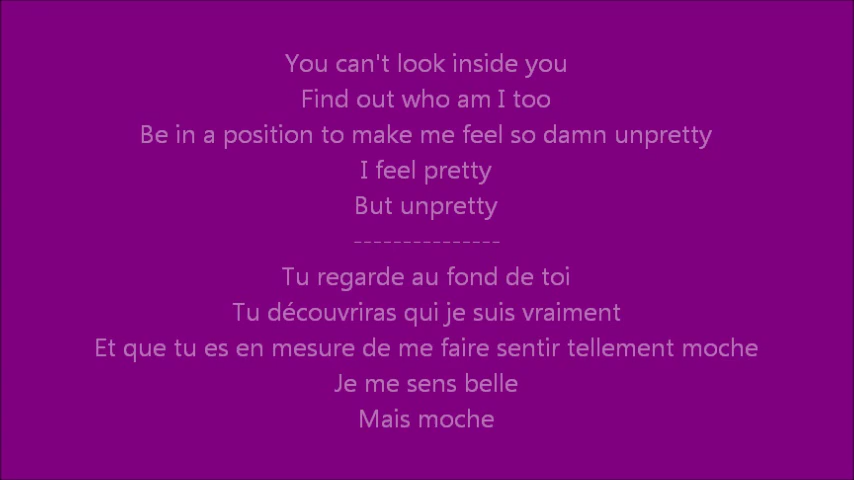 You can't look inside you
Find out who am I too
Be in a position to make me feel so damn unpretty
I feel pretty
But unpretty
---------------
Tu regarde au fond de toi
Tu découvriras qui je suis vraiment
Et que tu es en mesure de me faire sentir tellement moche
Je me sens belle
Mais moche